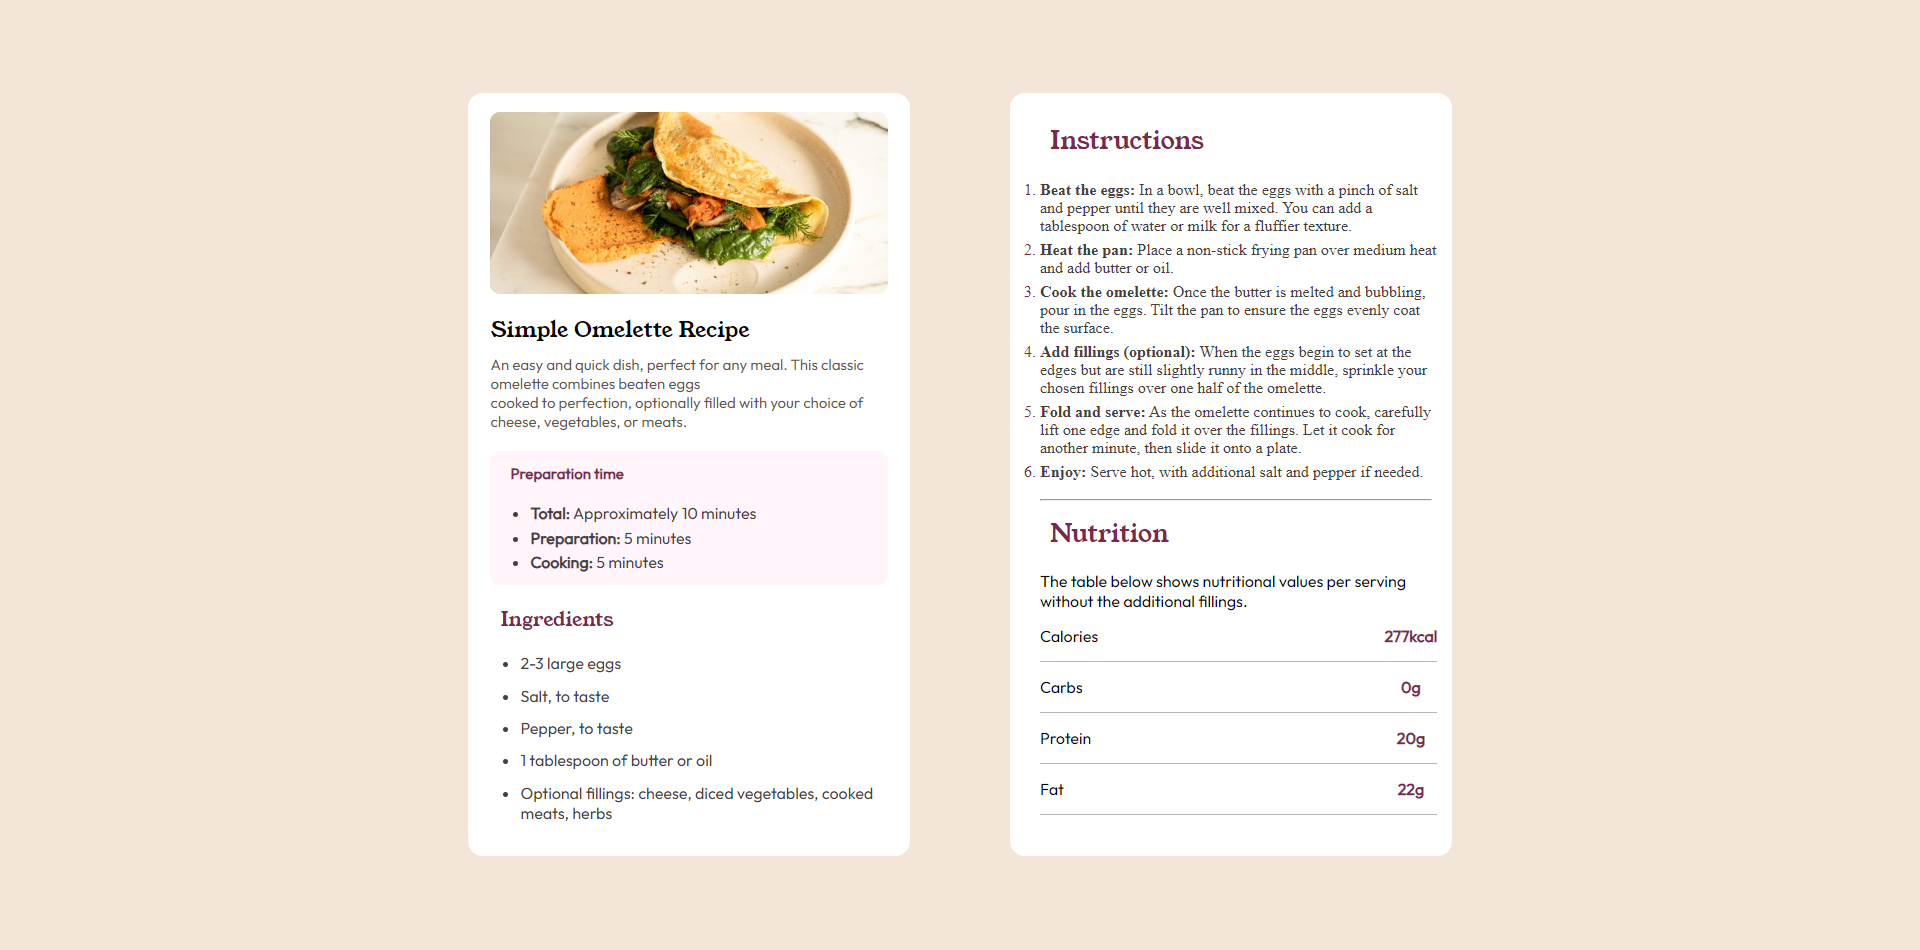 Simple Omelette Recipe
An easy and quick dish, perfect for any meal. This classic
omelette combines beaten eggs
cooked to perfection, optionally filled with your choice of
cheese, vegetables, or meats.
Preparation time
• Total: Approximately 10 minutes
• Preparation: 5 minutes
• Cooking: 5 minutes
Ingredients
• 2-3 large eggs
• Salt, to taste
• Pepper, to taste
• 1 tablespoon of butter or oil
• Optional fillings: cheese, diced vegetables, cooked
meats, herbs
Instructions
1. Beat the eggs: In a bowl, beat the eggs with a pinch of salt
and pepper until they are well mixed. You can add a
tablespoon of water or milk for a fluffier texture.
2. Heat the pan: Place a non-stick frying pan over medium heat
and add butter or oil.
3. Cook the omelette: Once the butter is melted and bubbling,
pour in the eggs. Tilt the pan to ensure the eggs evenly coat
the surface.
4. Add fillings (optional): When the eggs begin to set at the
edges but are still slightly runny in the middle, sprinkle your
chosen fillings over one half of the omelette.
5. Fold and serve: As the omelette continues to cook, carefully
lift one edge and fold it over the fillings. Let it cook for
another minute, then slide it onto a plate.
6. Enjoy: Serve hot, with additional salt and pepper if needed.
Nutrition
The table below shows nutritional values per serving
without the additional fillings.
Calories 277kcal
Carbs 0g
Protein 20g
Fat 22g